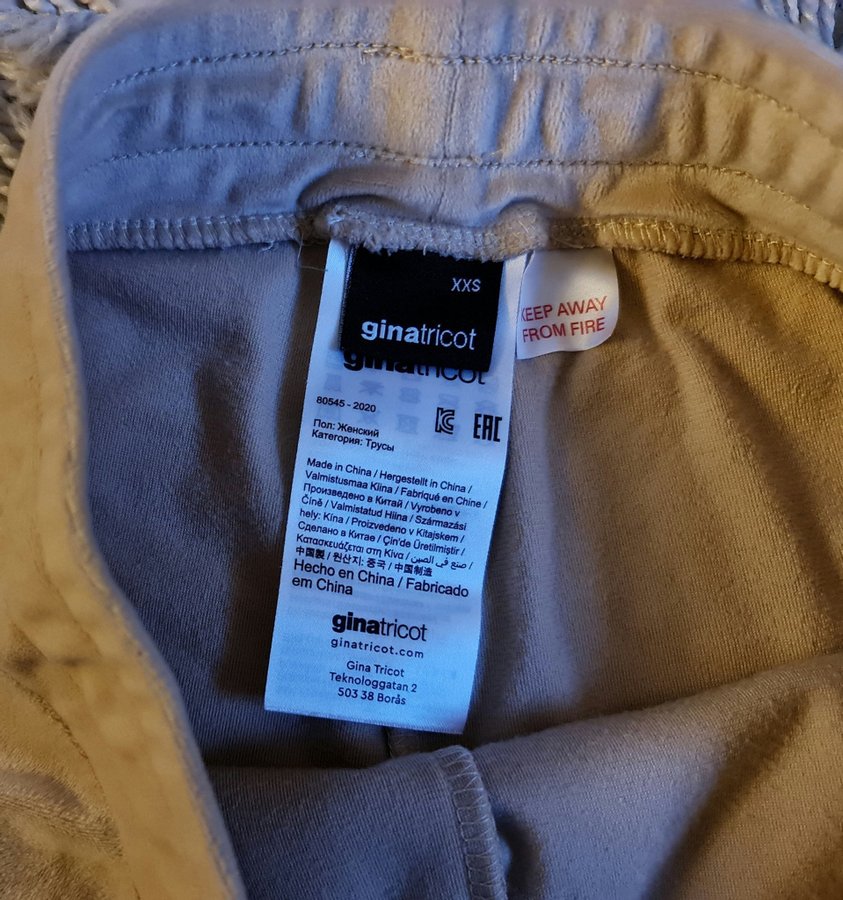 XXS
ginatricot
KEEP AWAY
FROM FIRE
ginatricot
80545 - 2020
EAC
Пол: Женский
Категория: Трусы
Made in China / Hergestellt in China /
Valmistusmaa Kiina / Fabriqué en Chine /
Произведено в Китай / Vyrobeno v
Číně / Valmistatud Hiina / Származási
hely: Kína / Proizvedeno v Kitajskem /
Сделано в Китае / Çin'de Üretilmiştir /
Κατασκευάζεται στη Κίνα / صنع في الصين /
中国製 / 원산지: 중국 / 中国制造
Hecho en China / Fabricado
em China
ginatricot
ginatricot.com
Gina Tricot
Teknologgatan 2
503 38 Borås